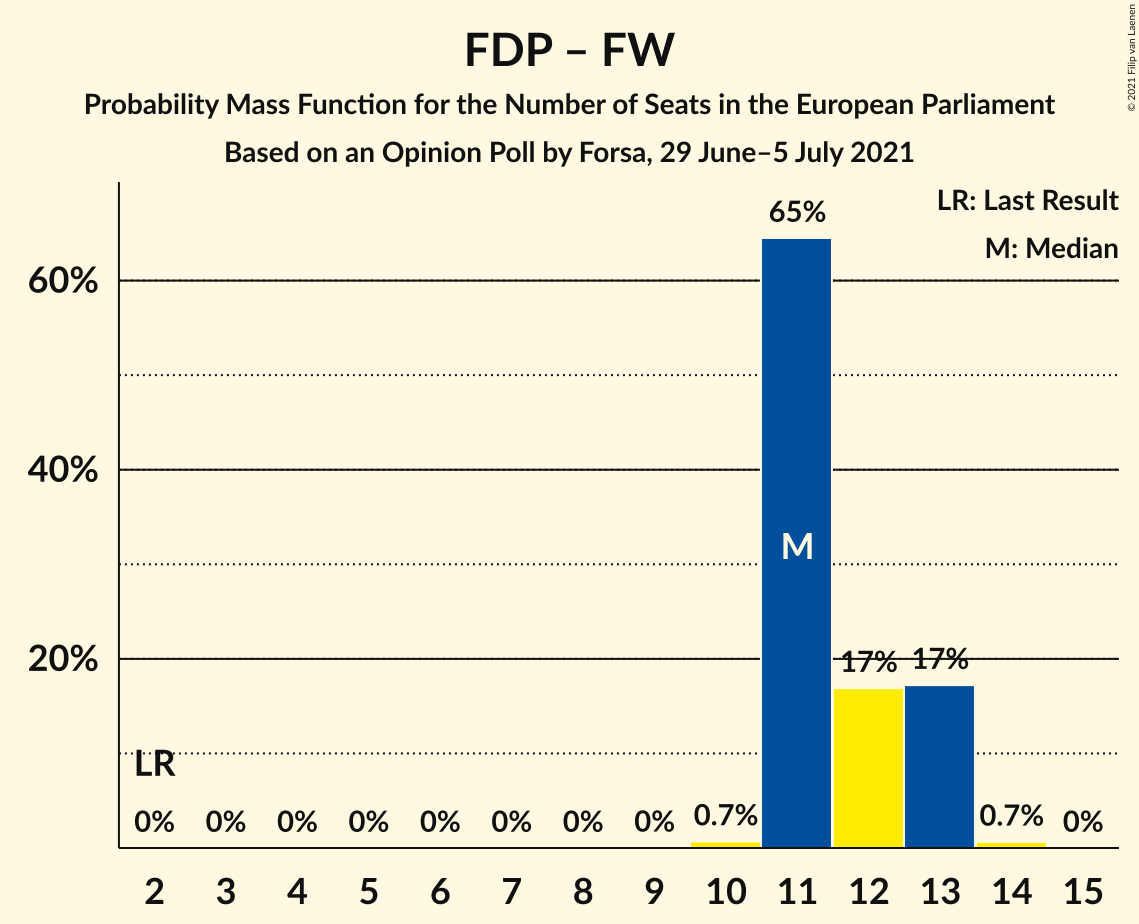 FDP – FW
Probability Mass Function for the Number of Seats in the European Parliament
Based on an Opinion Poll by Forsa, 29 June–5 July 2021
© 2021 Filip van Laenen
LR: Last Result
M: Median
65%
60%
40%
M
20%
17% 17%
LR
0% 0% 0% 0% 0% 0% 0% 0% 0.7% 0.7% 0%
2 3 4 5 6 7 8 9 10 11 12 13 14 15